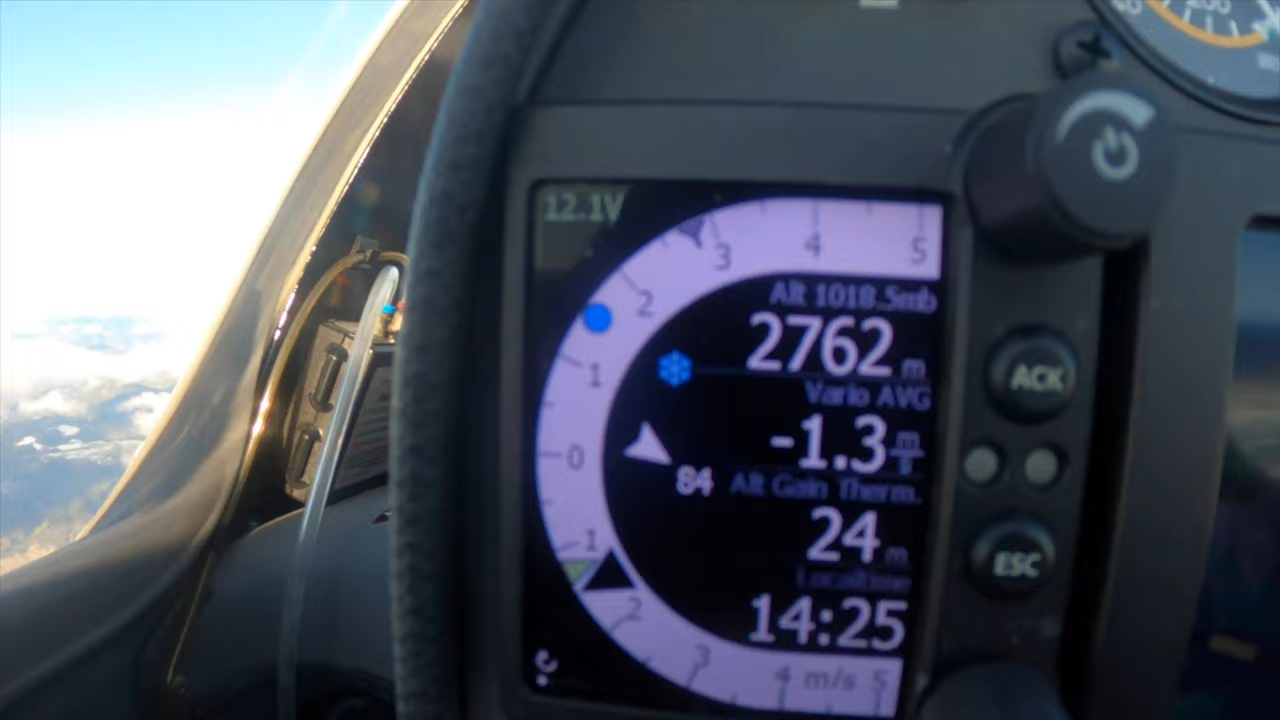 200
12.1V
3
4
5
2
Alt 1018.5mb
2762 m
1
Vario AVG
ACK
-1.3 m/s
0
84
Alt Gain Therm.
24 m
1
ESC
Localtime
2
14:25
3
4 m/s 5